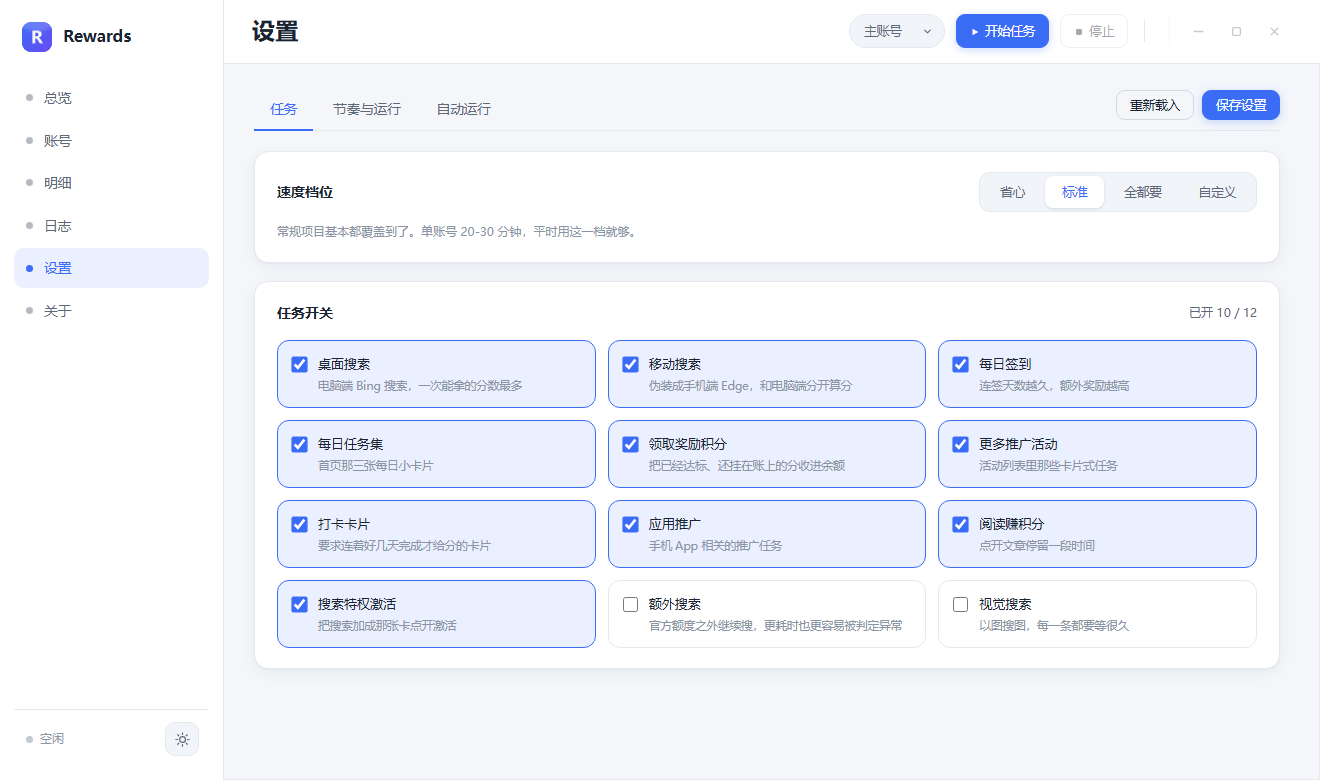 R Rewards
设置
主账号
开始任务
停止
总览
账号
明细
日志
设置
关于
空闲
任务 节奏与运行 自动运行
重新载入 保存设置
速度档位
省心 标准 全都要 自定义
常规项目基本都覆盖到了。单账号 20-30 分钟，平时用这一档就够。
任务开关
已开 10 / 12
桌面搜索
电脑端 Bing 搜索，一次能拿的分数最多
移动搜索
伪装成手机端 Edge，和电脑端分开算分
每日签到
连签天数越久，额外奖励越高
每日任务集
首页那三张每日小卡片
领取奖励积分
把已经达标、还挂在账上的分收进余额
更多推广活动
活动列表里那些卡片式任务
打卡卡片
要求连着好几天完成才给分的卡片
应用推广
手机 App 相关的推广任务
阅读赚积分
点开文章停留一段时间
搜索特权激活
把搜索加成那张卡点开激活
额外搜索
官方额度之外继续搜，更耗时也更容易被判定异常
视觉搜索
以图搜图，每一条都要等很久